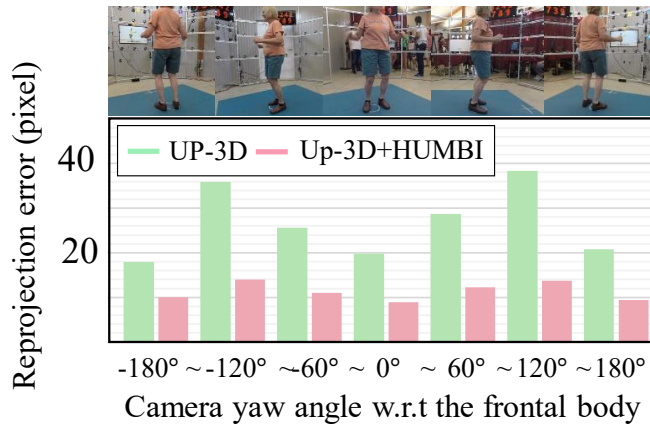 UP-3D
Up-3D+HUMBI
Reprojection error (pixel)
40
20
-180° ~ -120° ~ -60° ~ 0° ~ 60° ~ 120° ~ 180°
Camera yaw angle w.r.t the frontal body